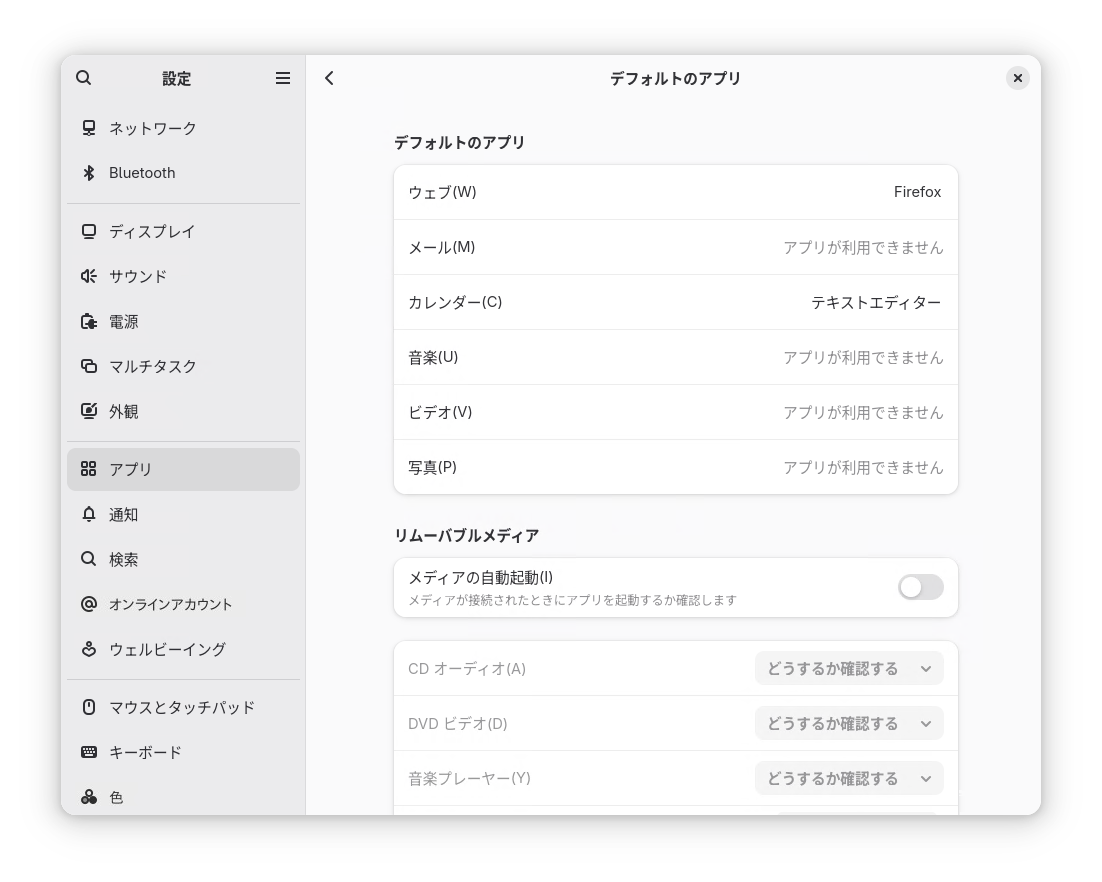 設定
ネットワーク
Bluetooth
ディスプレイ
サウンド
電源
マルチタスク
外観
アプリ
通知
検索
オンラインアカウント
ウェルビーイング
マウスとタッチパッド
キーボード
色
デフォルトのアプリ
デフォルトのアプリ
ウェブ(W) Firefox
メール(M) アプリが利用できません
カレンダー(C) テキストエディター
音楽(U) アプリが利用できません
ビデオ(V) アプリが利用できません
写真(P) アプリが利用できません
リムーバブルメディア
メディアの自動起動(I)
メディアが接続されたときにアプリを起動するか確認します
CD オーディオ(A) どうするか確認する
DVD ビデオ(D) どうするか確認する
音楽プレーヤー(Y) どうするか確認する